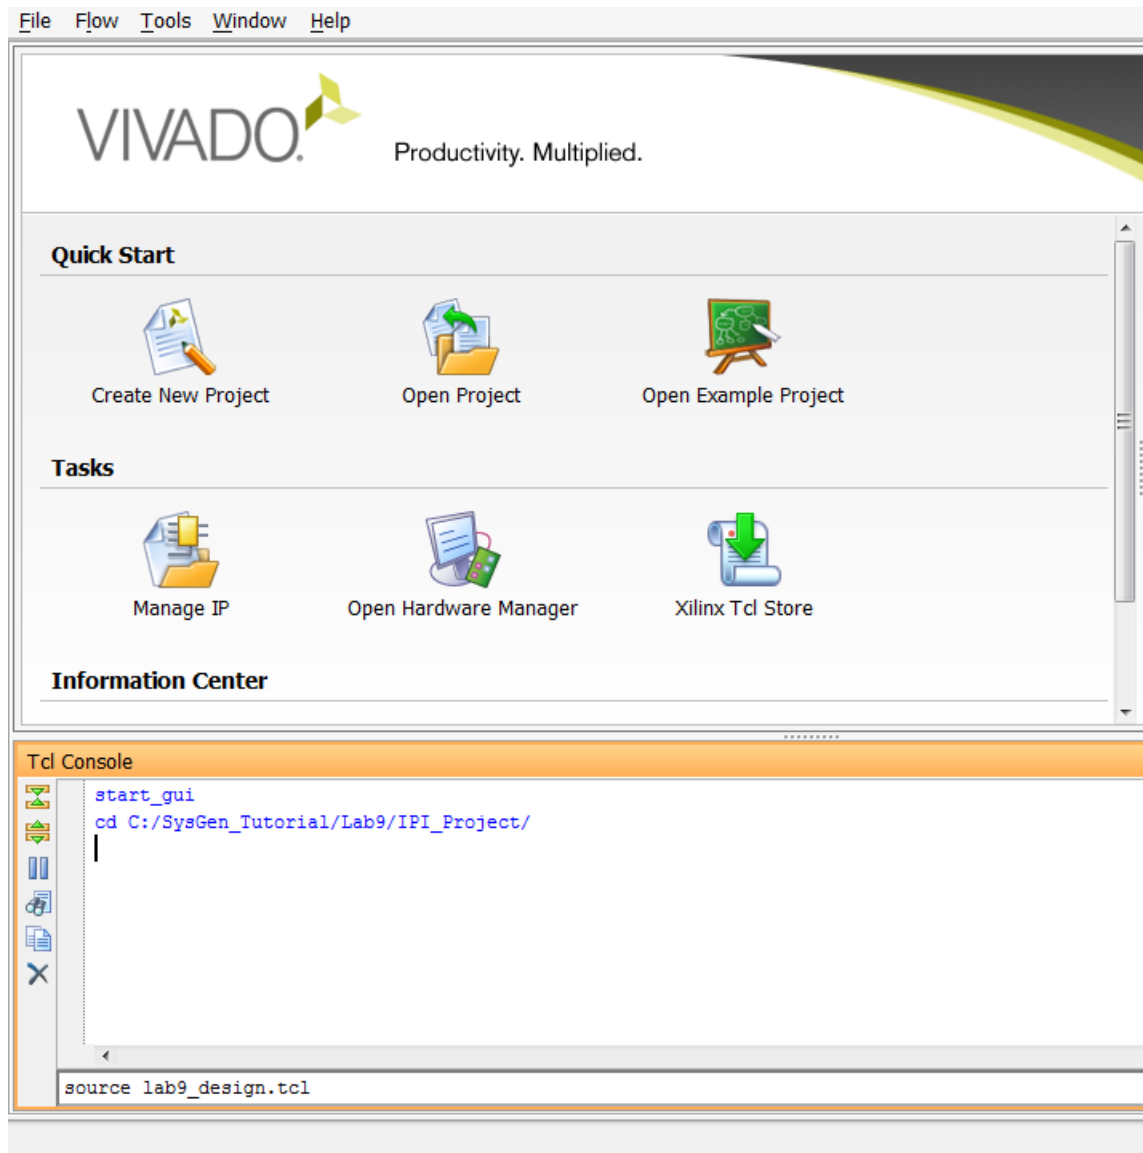 File Flow Tools Window Help
VIVADO.
Productivity. Multiplied.
Quick Start
Create New Project Open Project Open Example Project
Tasks
Manage IP Open Hardware Manager Xilinx Tcl Store
Information Center
Tcl Console
start_gui
cd C:/SysGen_Tutorial/Lab9/IPI_Project/
source lab9_design.tcl